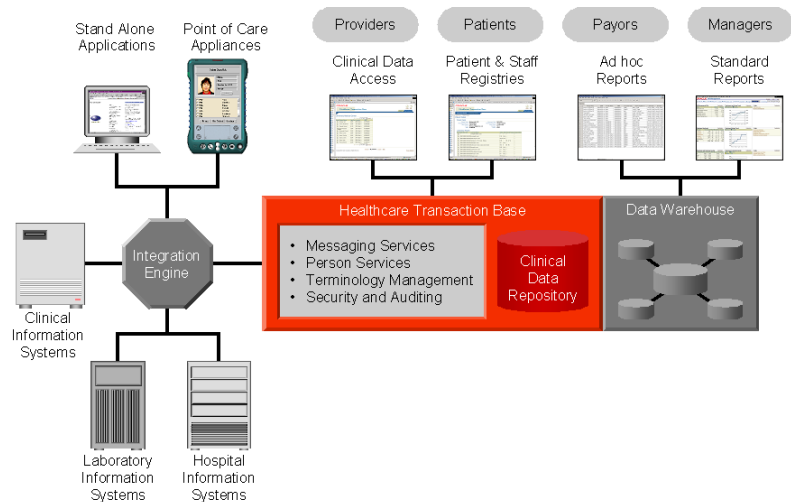 Stand Alone
Applications
Point of Care
Appliances
Providers
Patients
Payors
Managers
Clinical Data
Access
Patient & Staff
Registries
Ad hoc
Reports
Standard
Reports
Healthcare Transaction Base
Data Warehouse
• Messaging Services
• Person Services
• Terminology Management
• Security and Auditing
Clinical
Data
Repository
Integration
Engine
Clinical
Information
Systems
Laboratory
Information
Systems
Hospital
Information
Systems